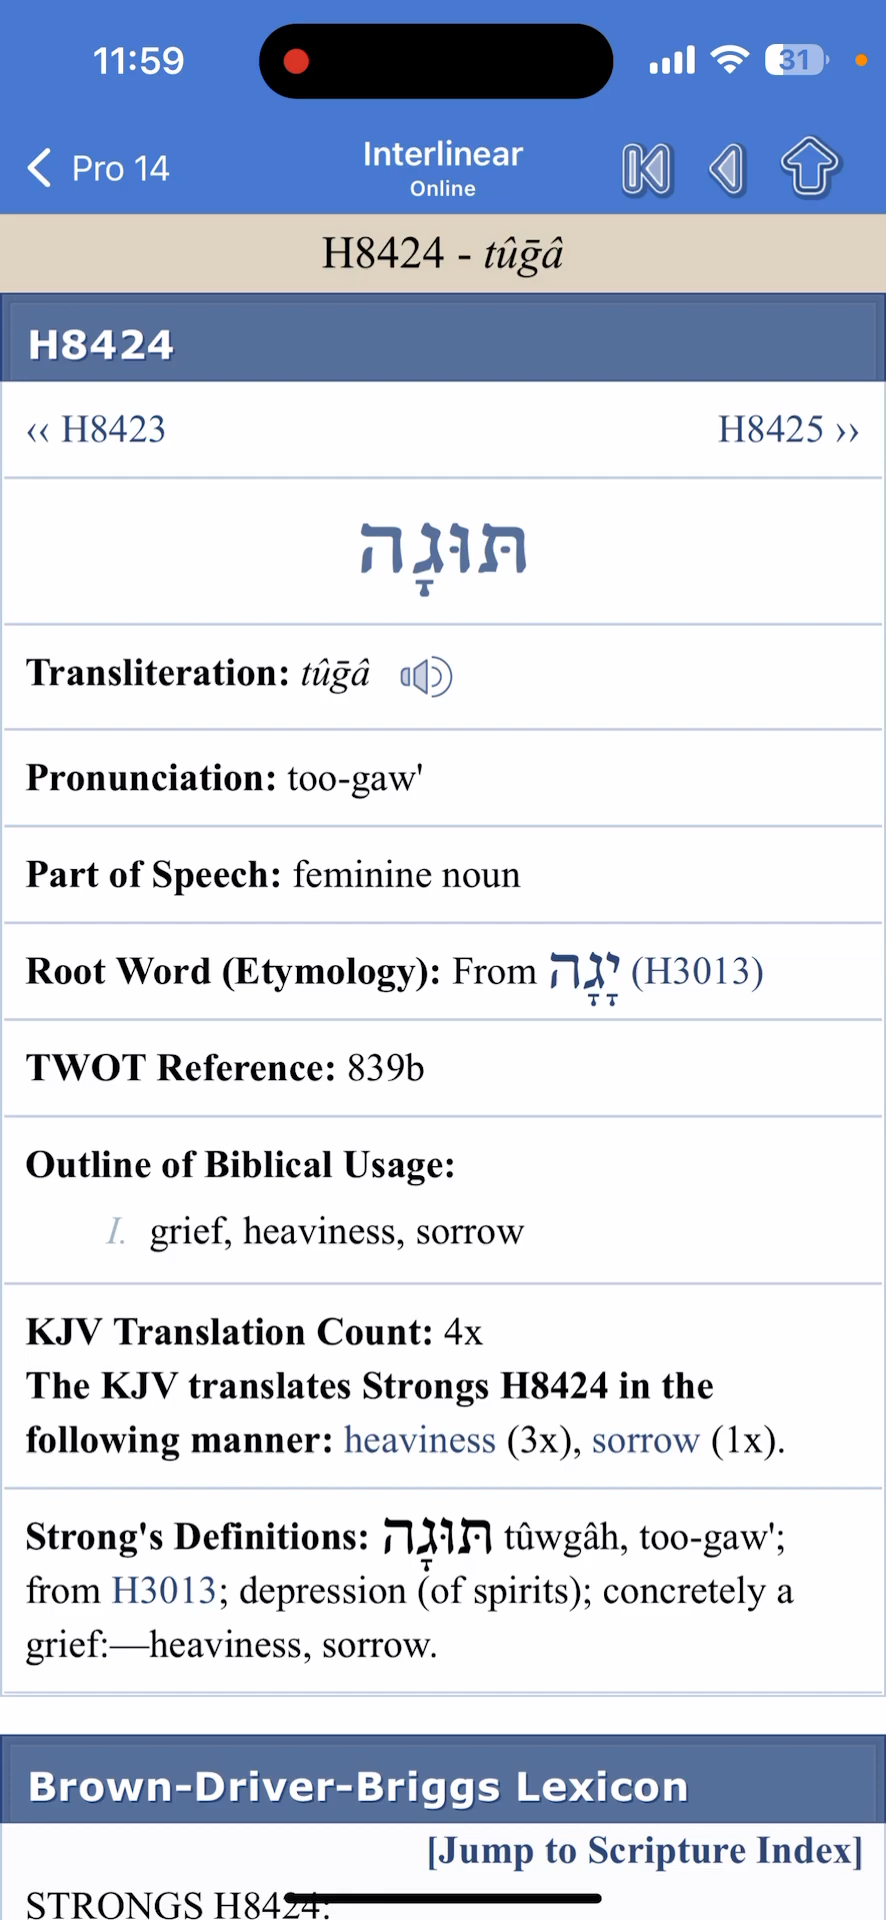 11:59
31
Pro 14
Interlinear
Online
H8424 - tûḡâ
H8424
‹‹ H8423
H8425 ››
תּוּגָה
Transliteration: tûḡâ
Pronunciation: too-gaw'
Part of Speech: feminine noun
Root Word (Etymology): From יָגָה (H3013)
TWOT Reference: 839b
Outline of Biblical Usage:
I. grief, heaviness, sorrow
KJV Translation Count: 4x
The KJV translates Strongs H8424 in the
following manner: heaviness (3x), sorrow (1x).
Strong's Definitions: תּוּגָה tûwgâh, too-gaw';
from H3013; depression (of spirits); concretely a
grief:—heaviness, sorrow.
Brown-Driver-Briggs Lexicon
[Jump to Scripture Index]
STRONGS H8424: